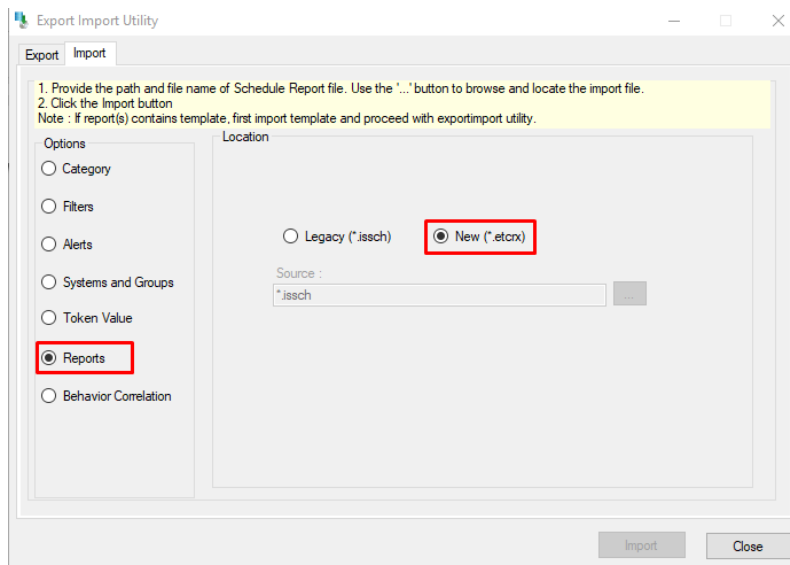 Export Import Utility
Export Import
1. Provide the path and file name of Schedule Report file. Use the '...' button to browse and locate the import file.
2. Click the Import button
Note : If report(s) contains template, first import template and proceed with exportimport utility.
Options
Location
Category
Filters
Alerts
Legacy (*.issch) New (*.etcrx)
Systems and Groups
Source :
*.issch ...
Token Value
Reports
Behavior Correlation
Import Close